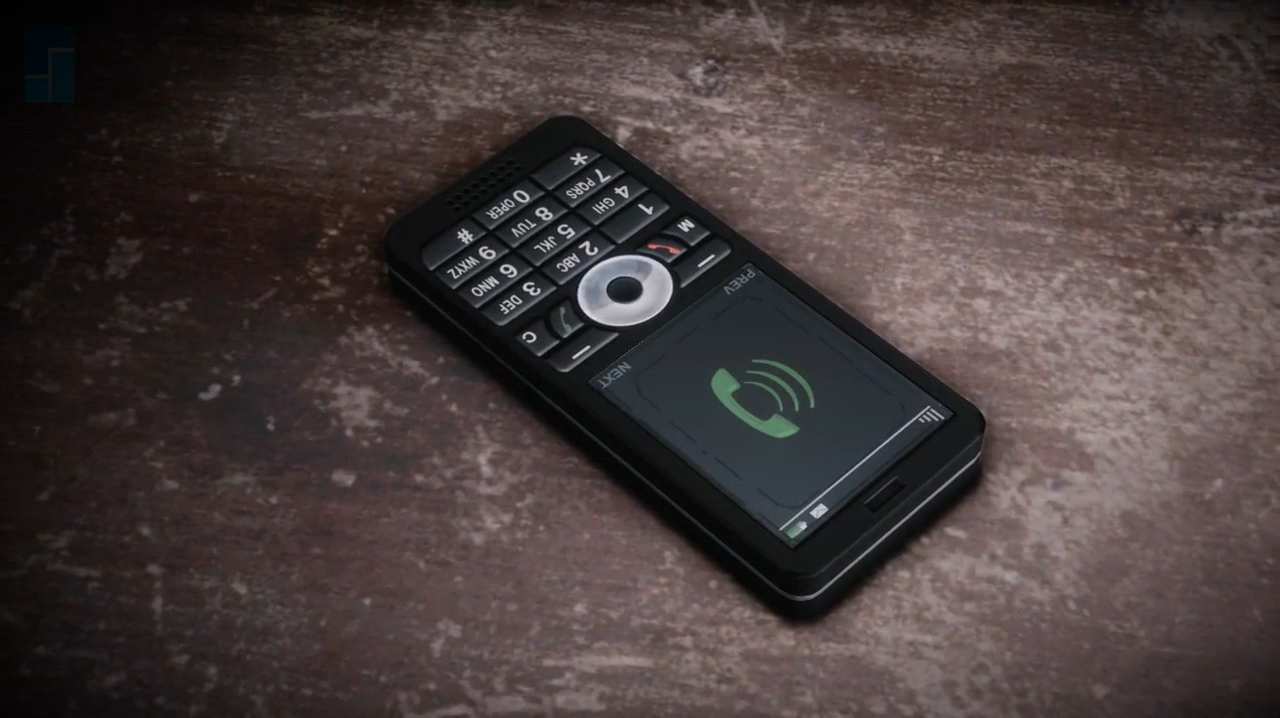 PREV NEXT
M C
1 2 ABC 3 DEF
4 GHI 5 JKL 6 MNO
7 PQRS 8 TUV 9 WXYZ
* 0 OPER #